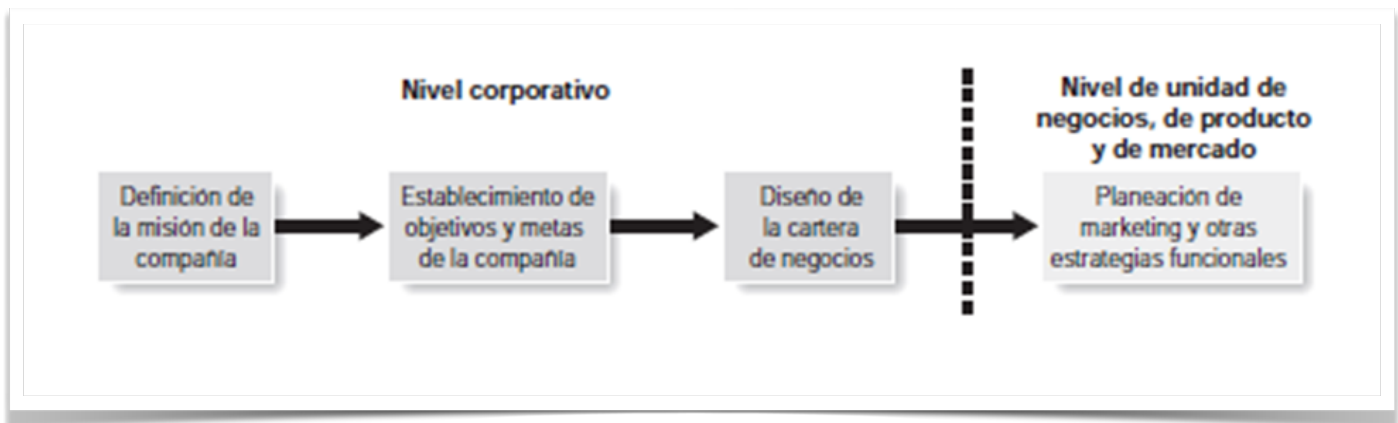 Nivel corporativo
Nivel de unidad de
negocios, de producto
y de mercado
Definición de
la misión de la
compañía
Establecimiento de
objetivos y metas
de la compañía
Diseño de
la cartera
de negocios
Planeación de
marketing y otras
estrategias funcionales